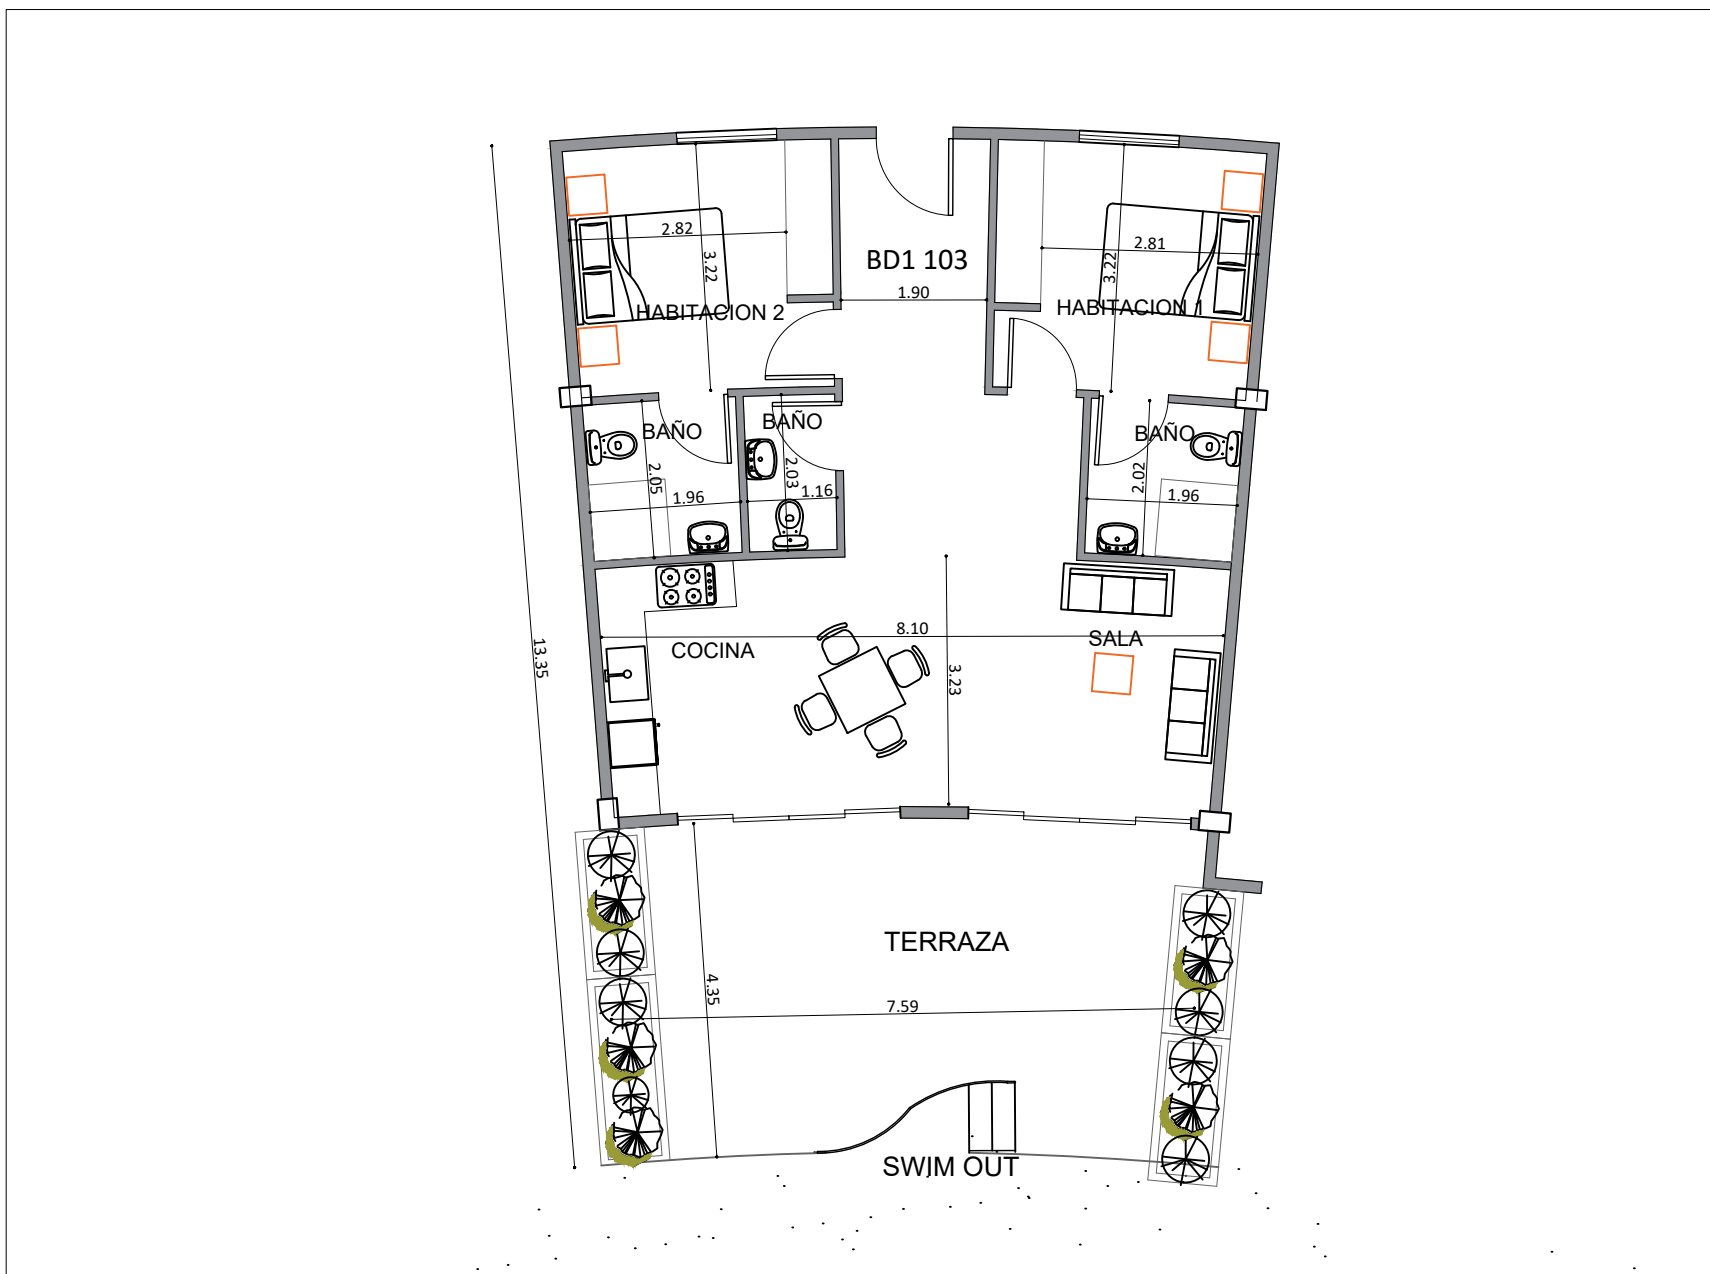 2.82
3.22
BD1 103
1.90
2.81
3.22
HABITACION 2
HABITACION 1
BAÑO
BAÑO
BAÑO
2.05
1.96
2.03
1.16
2.02
1.96
13.35
8.10
COCINA
SALA
3.23
TERRAZA
4.35
7.59
SWIM OUT